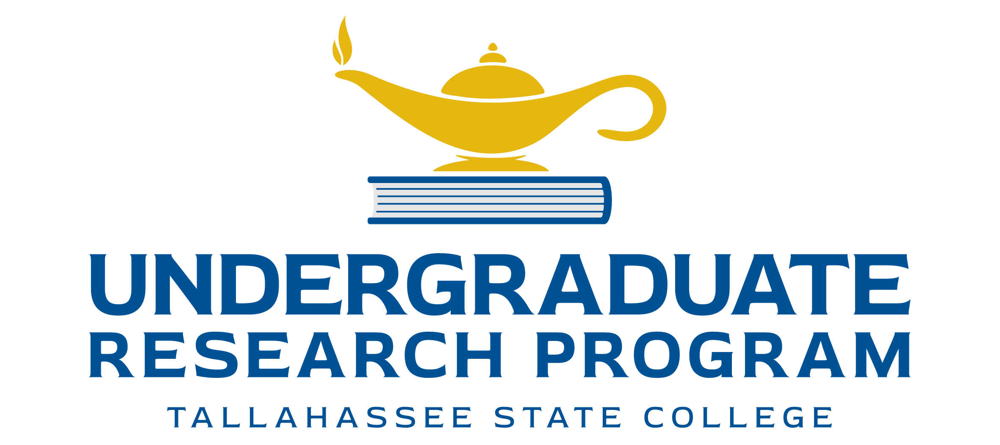 UNDERGRADUATE
RESEARCH PROGRAM
TALLAHASSEE STATE COLLEGE